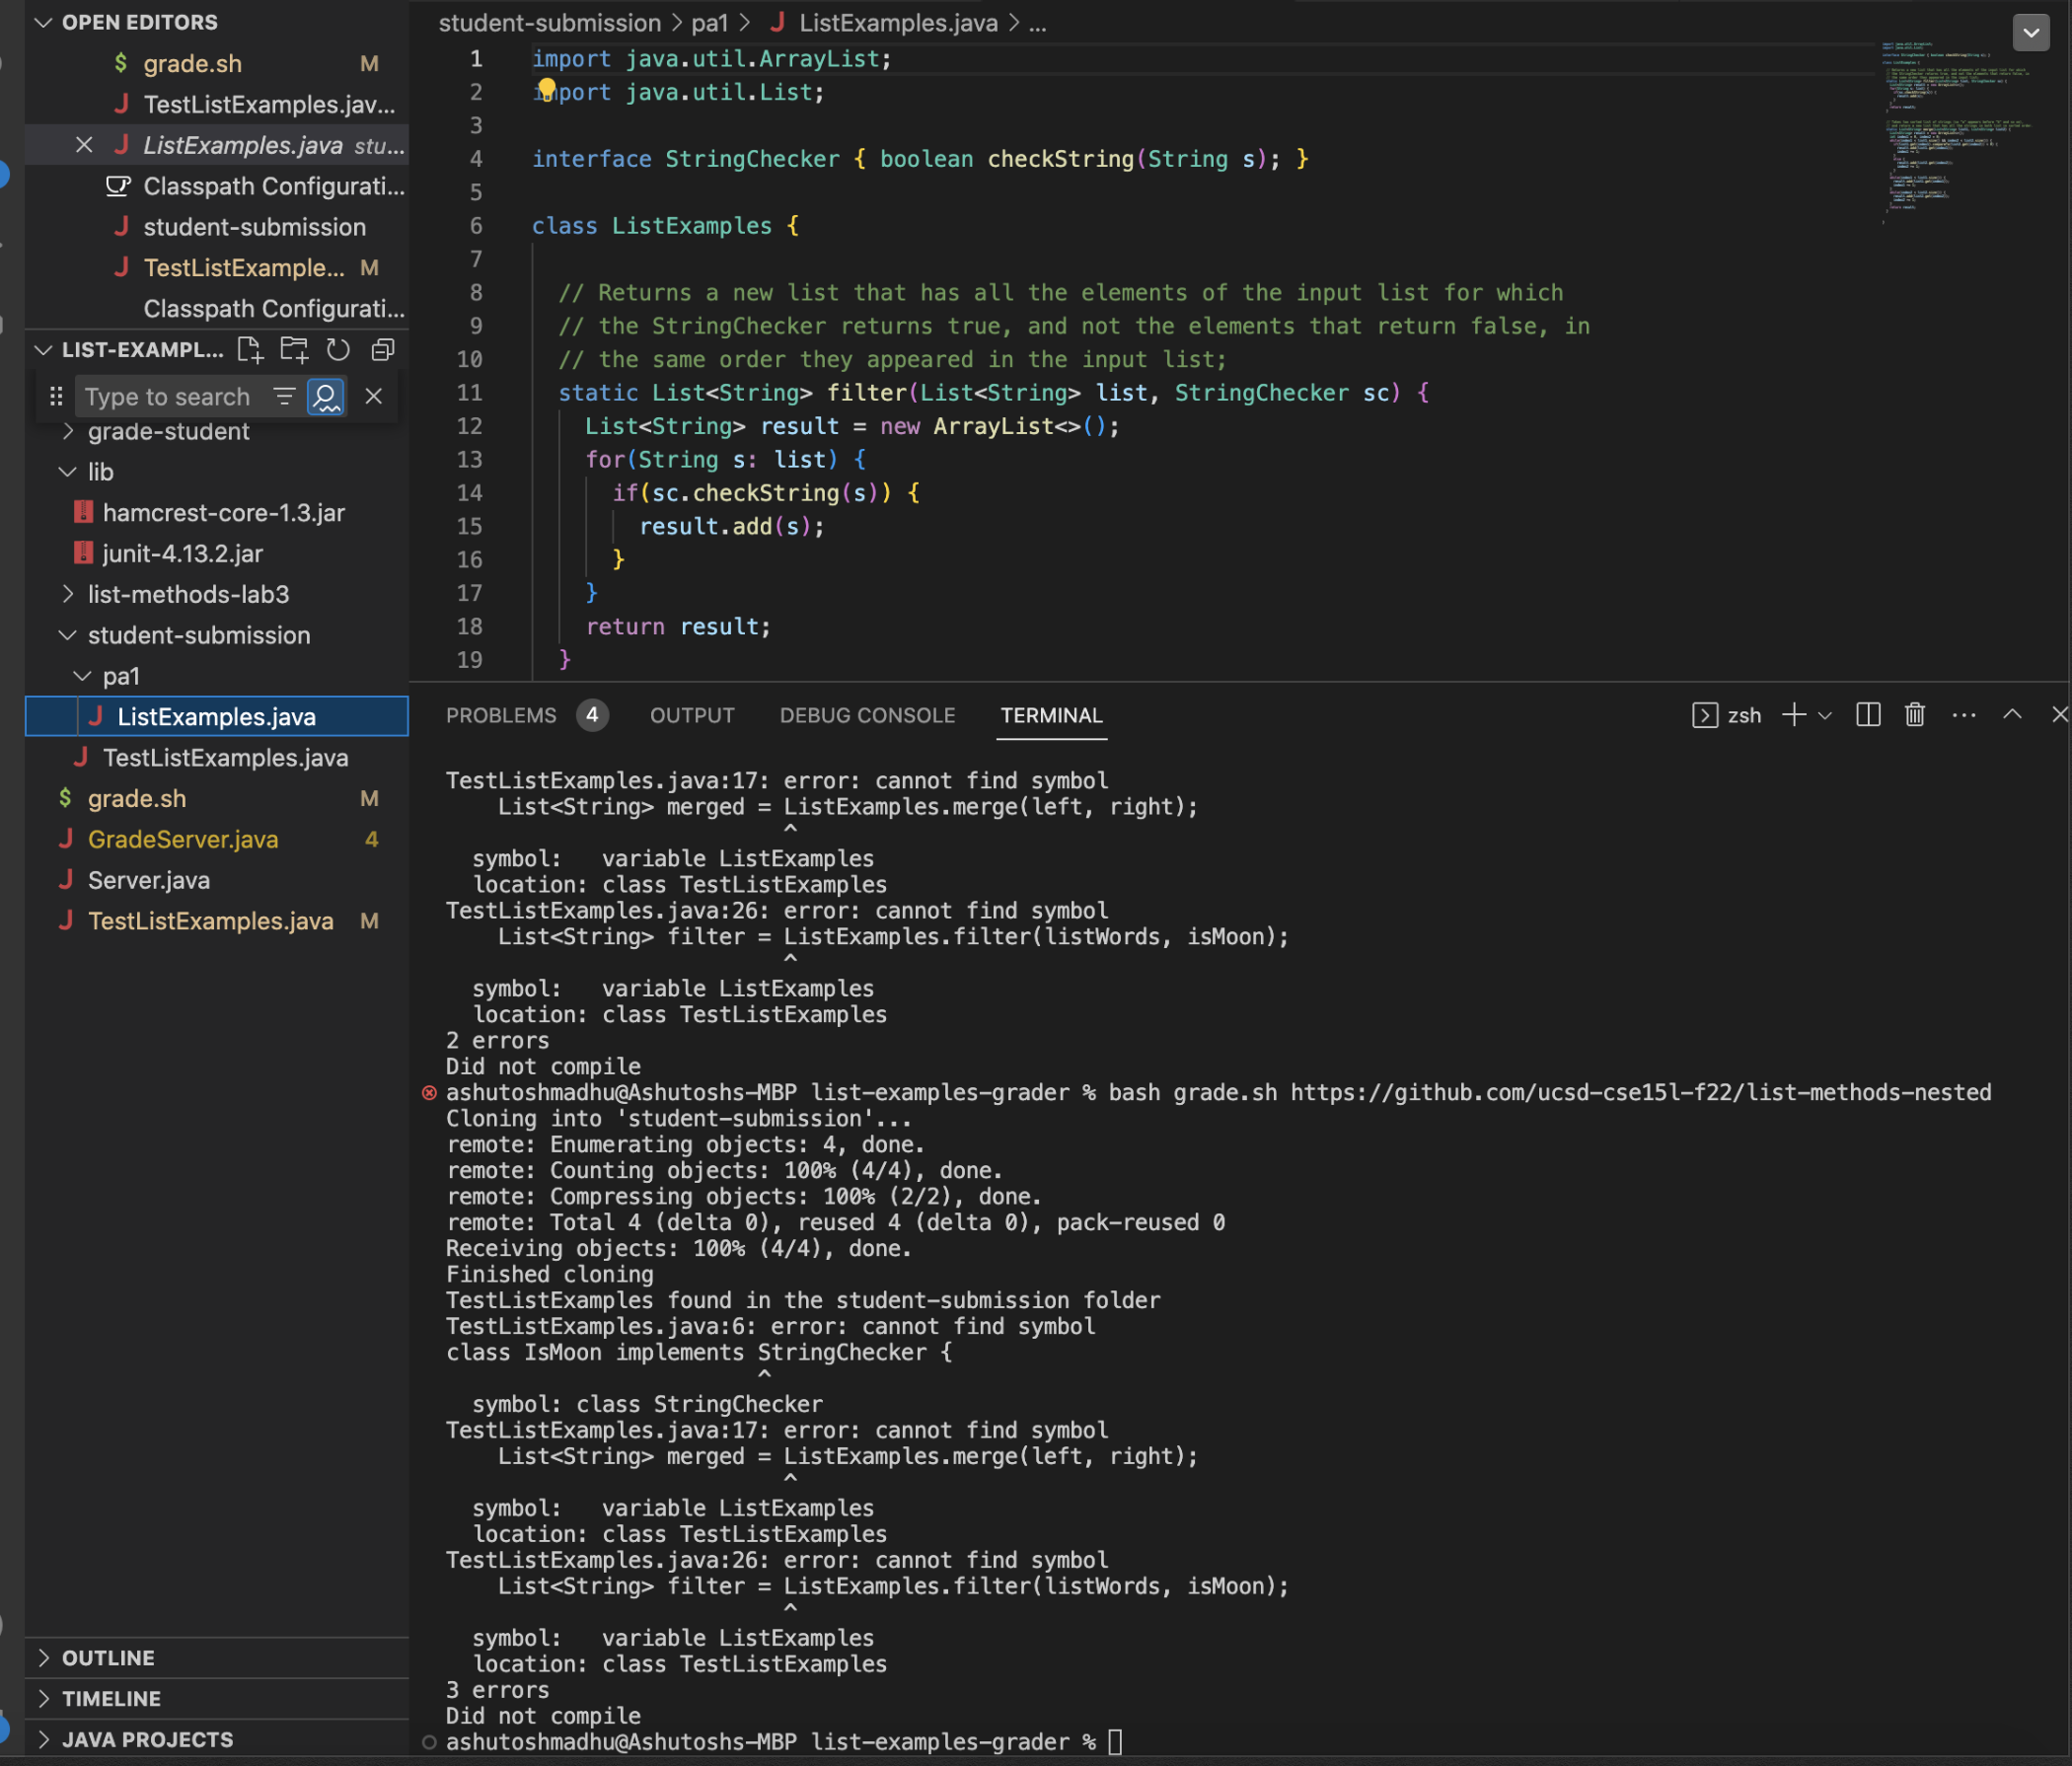 OPEN EDITORS
$ grade.sh M
J TestListExamples.jav...
J ListExamples.java stu...
Classpath Configurati...
J student-submission
J TestListExample... M
Classpath Configurati...
LIST-EXAMPL...
Type to search
grade-student
lib
hamcrest-core-1.3.jar
junit-4.13.2.jar
list-methods-lab3
student-submission
pa1
J ListExamples.java
J TestListExamples.java
$ grade.sh M
J GradeServer.java 4
J Server.java
J TestListExamples.java M
OUTLINE
TIMELINE
JAVA PROJECTS
student-submission > pa1 > J ListExamples.java > ...
1 import java.util.ArrayList;
2 import java.util.List;
3
4 interface StringChecker { boolean checkString(String s); }
5
6 class ListExamples {
7
8 // Returns a new list that has all the elements of the input list for which
9 // the StringChecker returns true, and not the elements that return false, in
10 // the same order they appeared in the input list;
11 static List<String> filter(List<String> list, StringChecker sc) {
12 List<String> result = new ArrayList<>();
13 for(String s: list) {
14 if(sc.checkString(s)) {
15 result.add(s);
16 }
17 }
18 return result;
19 }
PROBLEMS 4 OUTPUT DEBUG CONSOLE TERMINAL zsh
TestListExamples.java:17: error: cannot find symbol
List<String> merged = ListExamples.merge(left, right);
^
symbol: variable ListExamples
location: class TestListExamples
TestListExamples.java:26: error: cannot find symbol
List<String> filter = ListExamples.filter(listWords, isMoon);
^
symbol: variable ListExamples
location: class TestListExamples
2 errors
Did not compile
ashutoshmadhu@Ashutoshs-MBP list-examples-grader % bash grade.sh https://github.com/ucsd-cse15l-f22/list-methods-nested
Cloning into 'student-submission'...
remote: Enumerating objects: 4, done.
remote: Counting objects: 100% (4/4), done.
remote: Compressing objects: 100% (2/2), done.
remote: Total 4 (delta 0), reused 4 (delta 0), pack-reused 0
Receiving objects: 100% (4/4), done.
Finished cloning
TestListExamples found in the student-submission folder
TestListExamples.java:6: error: cannot find symbol
class IsMoon implements StringChecker {
^
symbol: class StringChecker
TestListExamples.java:17: error: cannot find symbol
List<String> merged = ListExamples.merge(left, right);
^
symbol: variable ListExamples
location: class TestListExamples
TestListExamples.java:26: error: cannot find symbol
List<String> filter = ListExamples.filter(listWords, isMoon);
^
symbol: variable ListExamples
location: class TestListExamples
3 errors
Did not compile
ashutoshmadhu@Ashutoshs-MBP list-examples-grader %